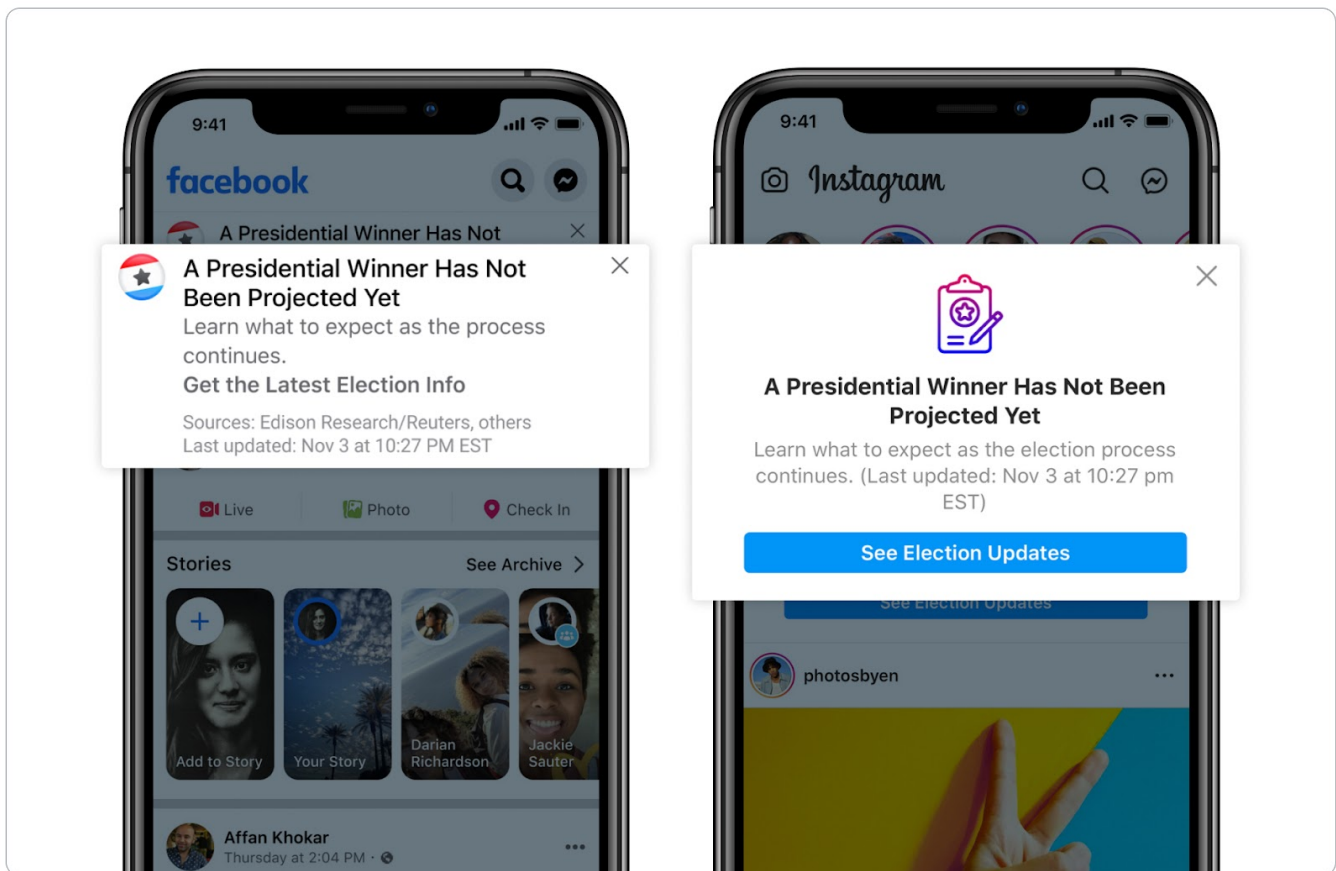 9:41
facebook
A Presidential Winner Has Not
A Presidential Winner Has Not
Been Projected Yet
Learn what to expect as the process
continues.
Get the Latest Election Info
Sources: Edison Research/Reuters, others
Last updated: Nov 3 at 10:27 PM EST
Live
Photo
Check In
Stories
See Archive
Add to Story
Your Story
Darian
Richardson
Jackie
Sauter
Affan Khokar
Thursday at 2:04 PM ·
9:41
Instagram
A Presidential Winner Has Not Been
Projected Yet
Learn what to expect as the election process
continues. (Last updated: Nov 3 at 10:27 pm
EST)
See Election Updates
See Election Updates
photosbyen